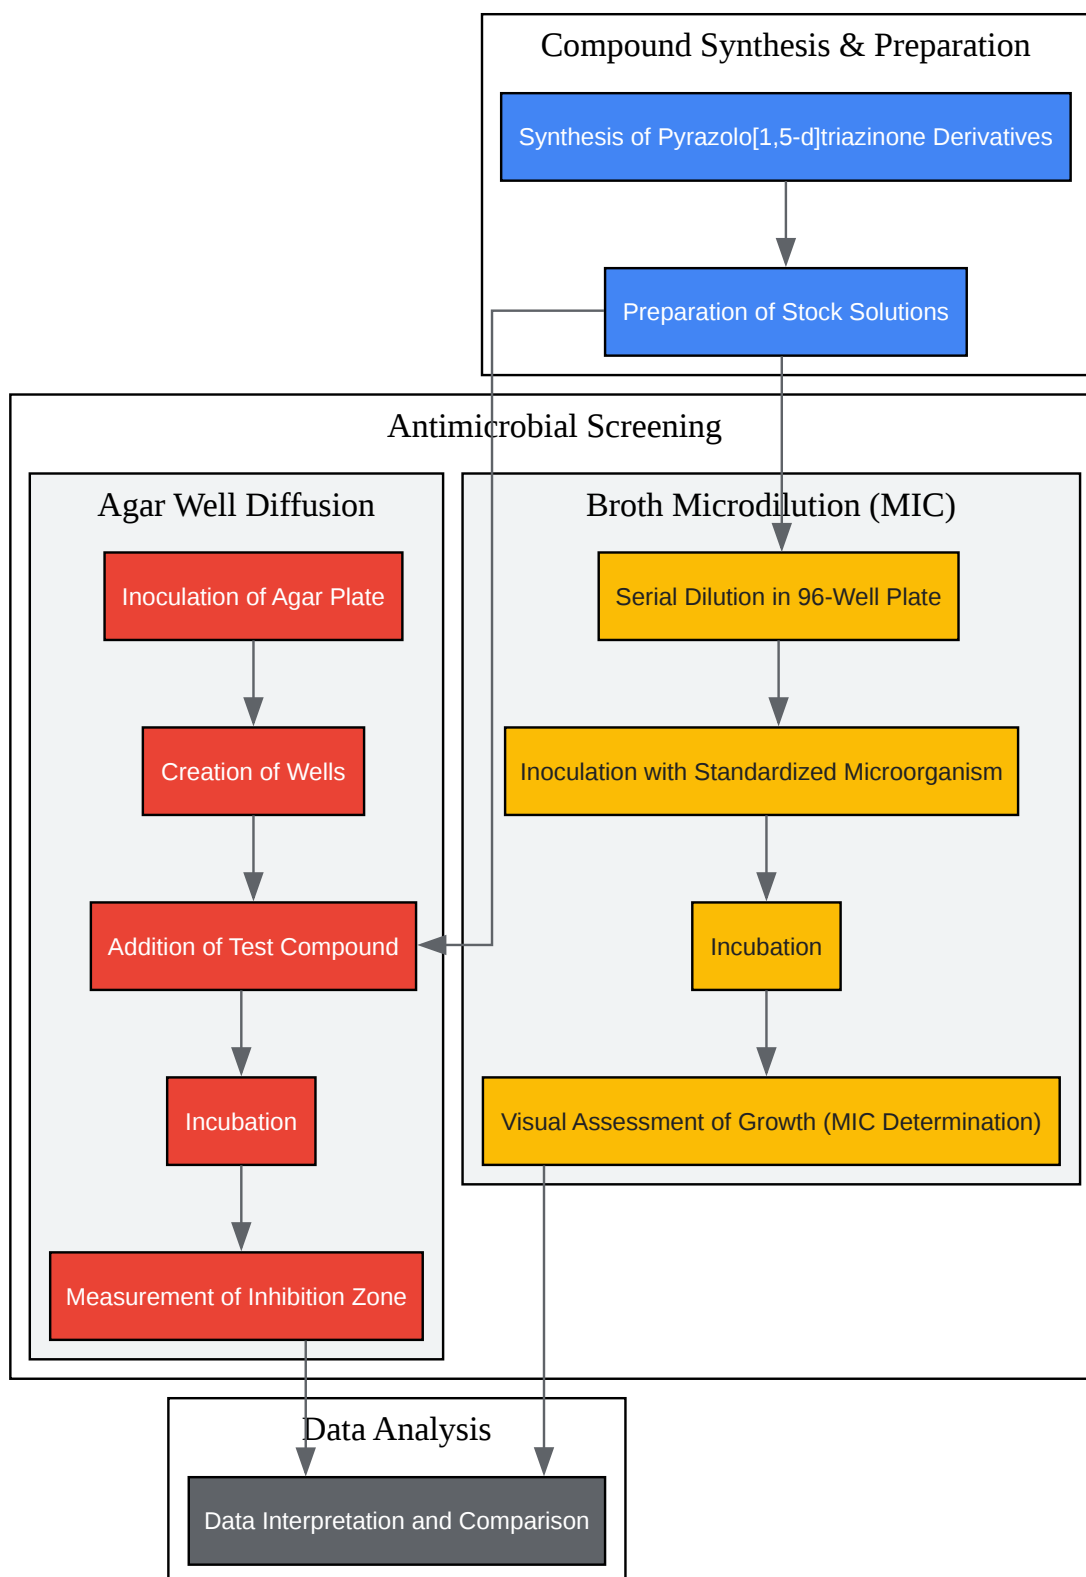 Compound Synthesis & Preparation
Synthesis of Pyrazolo[1,5-d]triazinone Derivatives
Preparation of Stock Solutions
Antimicrobial Screening
Agar Well Diffusion
Inoculation of Agar Plate
Creation of Wells
Addition of Test Compound
Incubation
Measurement of Inhibition Zone
Broth Microdilution (MIC)
Serial Dilution in 96-Well Plate
Inoculation with Standardized Microorganism
Incubation
Visual Assessment of Growth (MIC Determination)
Data Analysis
Data Interpretation and Comparison